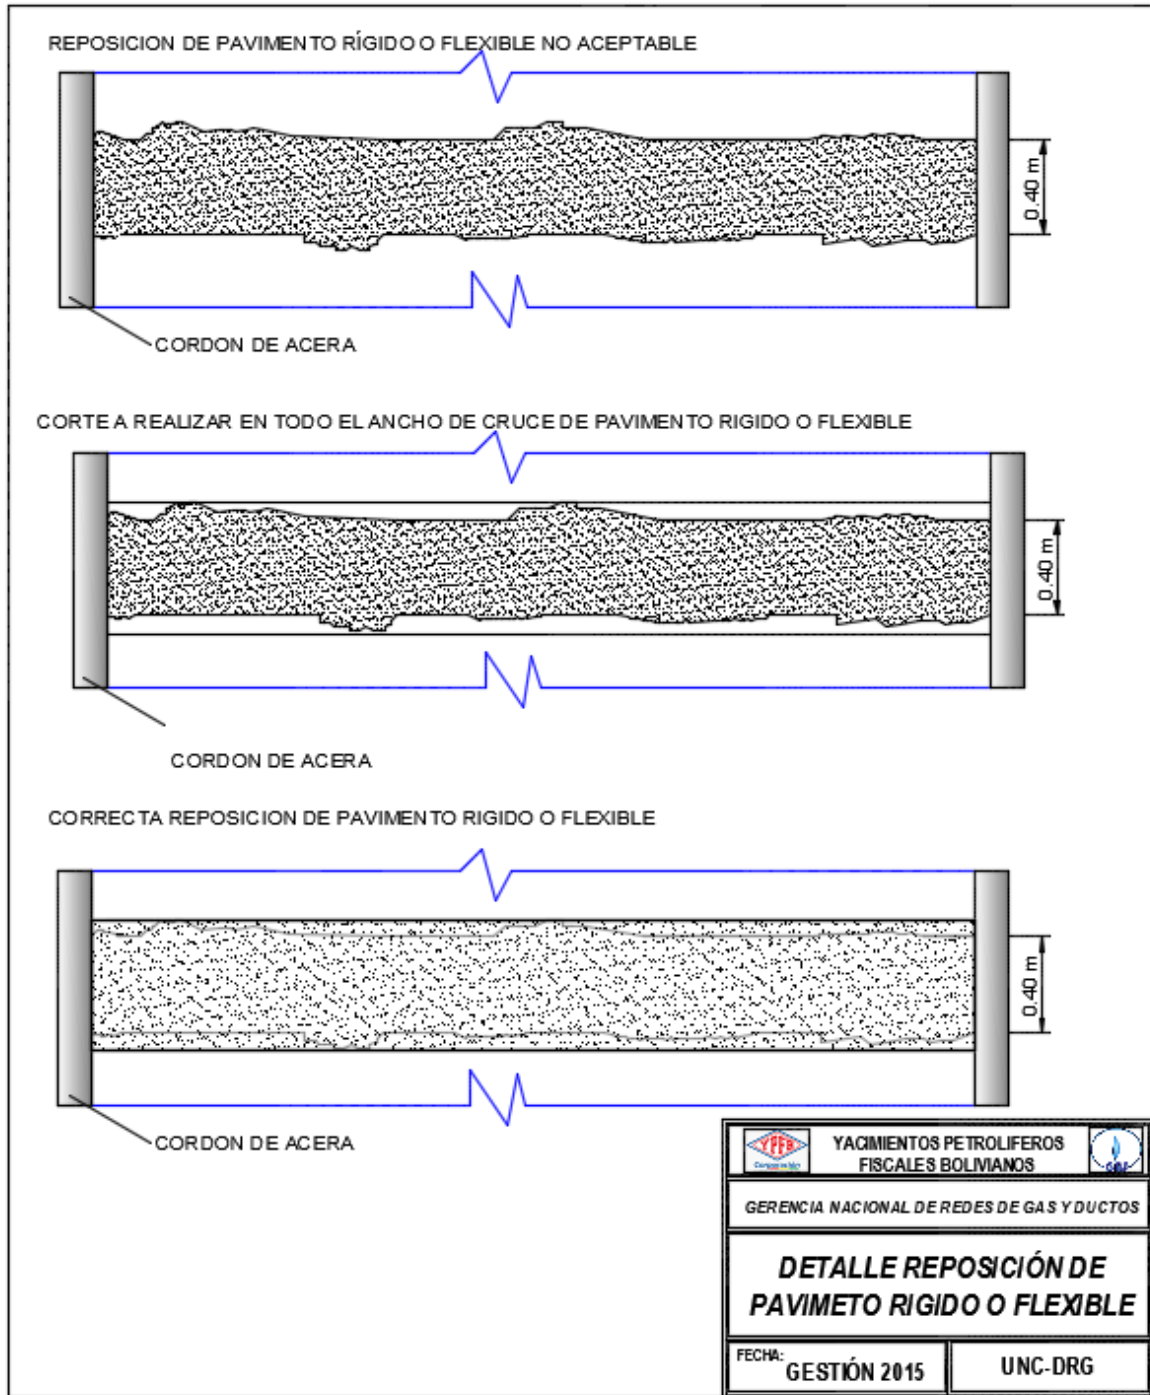 REPOSICION DE PAVIMENTO RÍGIDO O FLEXIBLE NO ACEPTABLE
0.40 m
CORDON DE ACERA
CORTE A REALIZAR EN TODO EL ANCHO DE CRUCE DE PAVIMENTO RIGIDO O FLEXIBLE
0.40 m
CORDON DE ACERA
CORRECTA REPOSICION DE PAVIMENTO RIGIDO O FLEXIBLE
0.40 m
CORDON DE ACERA
YPFB
Corporación
YACIMIENTOS PETROLIFEROS
FISCALES BOLIVIANOS
GERENCIA NACIONAL DE REDES DE GAS Y DUCTOS
DETALLE REPOSICIÓN DE
PAVIMETO RIGIDO O FLEXIBLE
FECHA: GESTIÓN 2015
UNC-DRG